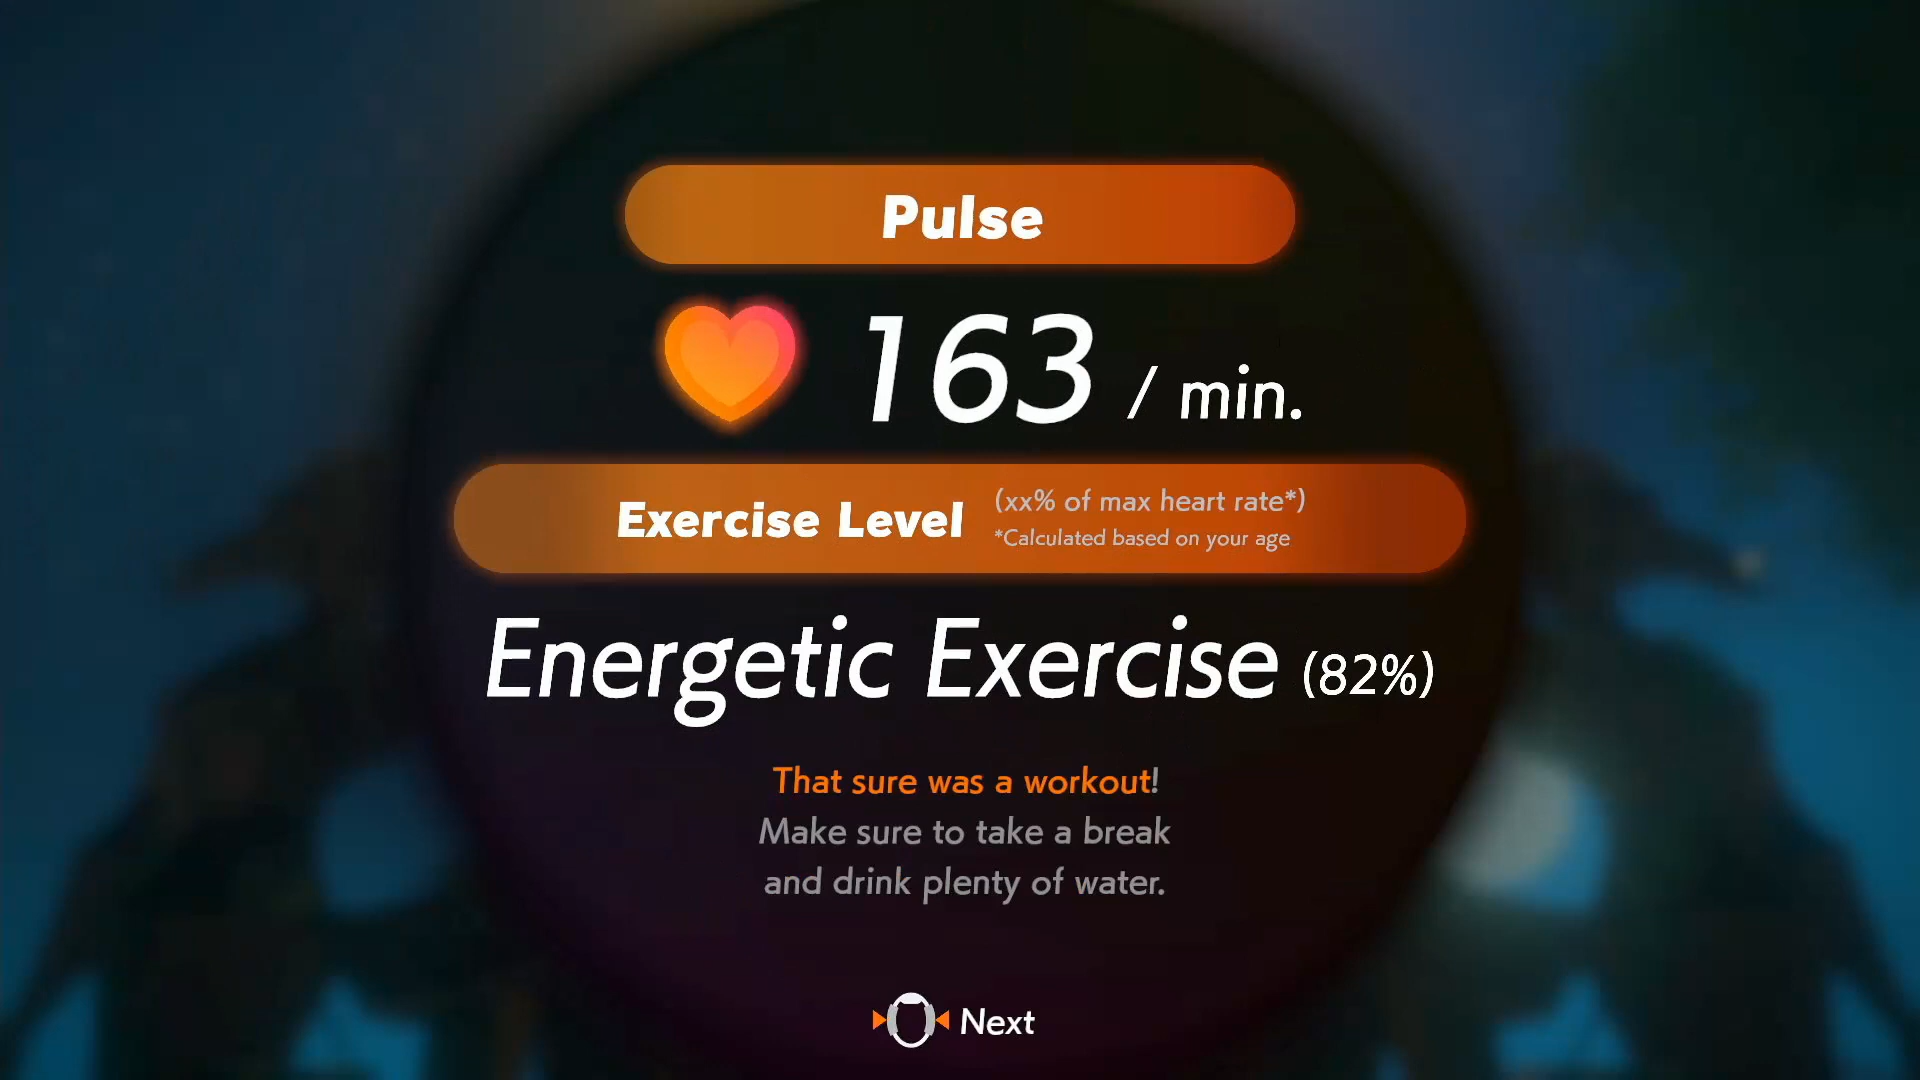 Pulse
163 / min.
Exercise Level (xx% of max heart rate*)
*Calculated based on your age
Energetic Exercise (82%)
That sure was a workout!
Make sure to take a break
and drink plenty of water.
Next